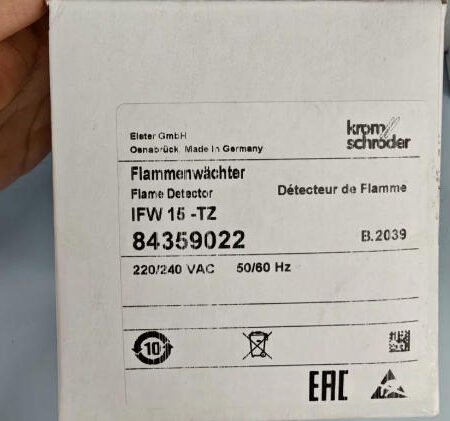 Elster GmbH
Osnabrück, Made in Germany
krom
schröder
Flammenwächter
Flame Detector
Détecteur de Flamme
IFW 15 -TZ
84359022
B.2039
220/240 VAC 50/60 Hz
10
EAC